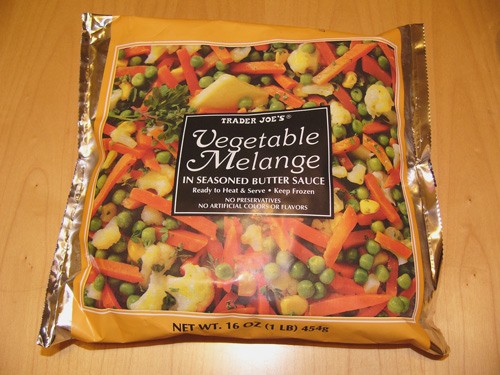 TRADER JOE'S®
Vegetable
Melange
IN SEASONED BUTTER SAUCE
Ready to Heat & Serve • Keep Frozen
NO PRESERVATIVES
NO ARTIFICIAL COLORS OR FLAVORS
NET WT. 16 OZ (1 LB) 454g